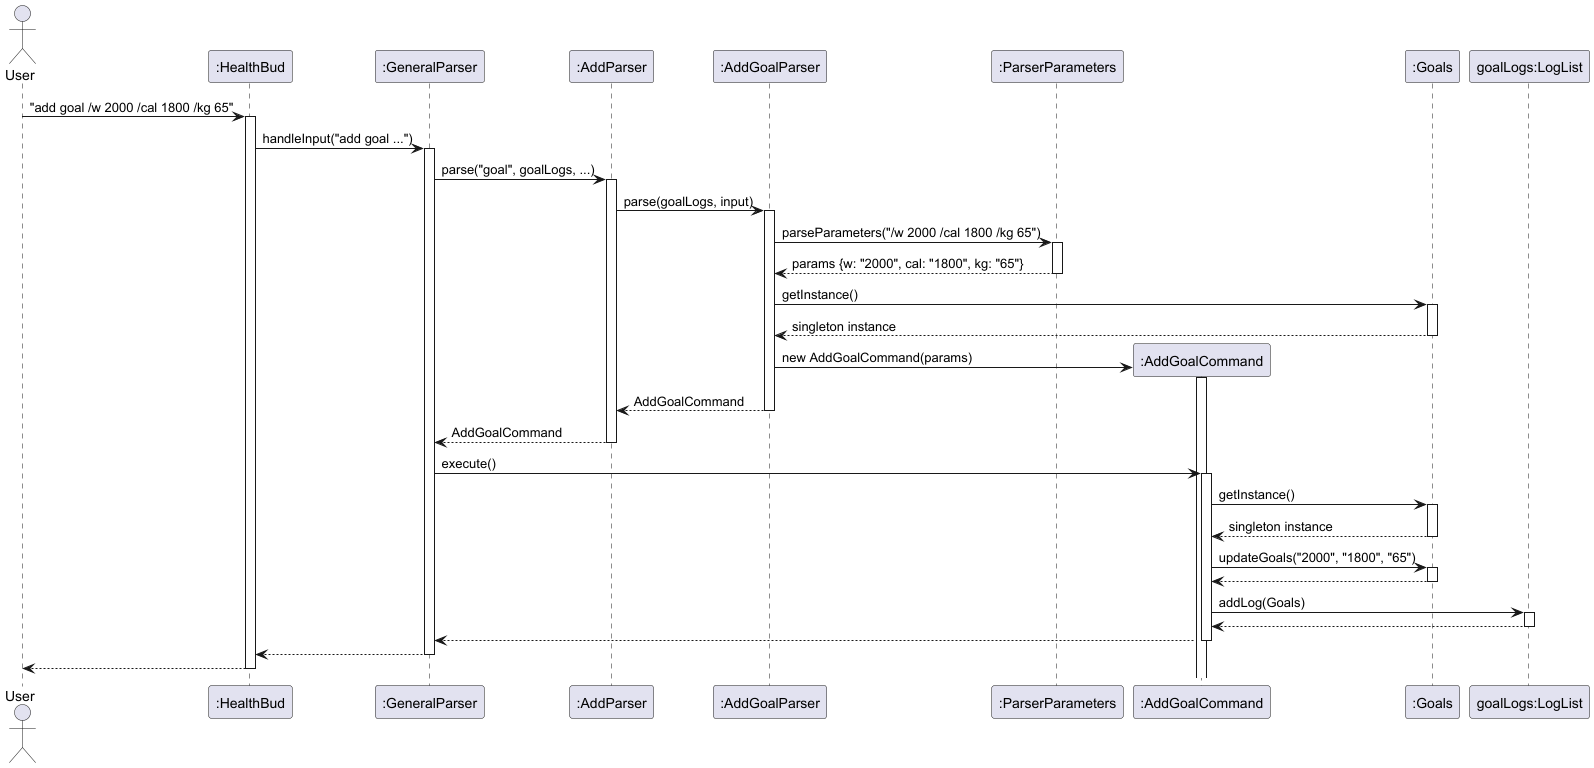 User
:HealthBud
:GeneralParser
:AddParser
:AddGoalParser
:ParserParameters
:Goals
goalLogs:LogList
"add goal /w 2000 /cal 1800 /kg 65"
handleInput("add goal ...")
parse("goal", goalLogs, ...)
parse(goalLogs, input)
parseParameters("/w 2000 /cal 1800 /kg 65")
params {w: "2000", cal: "1800", kg: "65"}
getInstance()
singleton instance
new AddGoalCommand(params)
:AddGoalCommand
AddGoalCommand
AddGoalCommand
execute()
getInstance()
singleton instance
updateGoals("2000", "1800", "65")
addLog(Goals)
User
:HealthBud
:GeneralParser
:AddParser
:AddGoalParser
:ParserParameters
:AddGoalCommand
:Goals
goalLogs:LogList